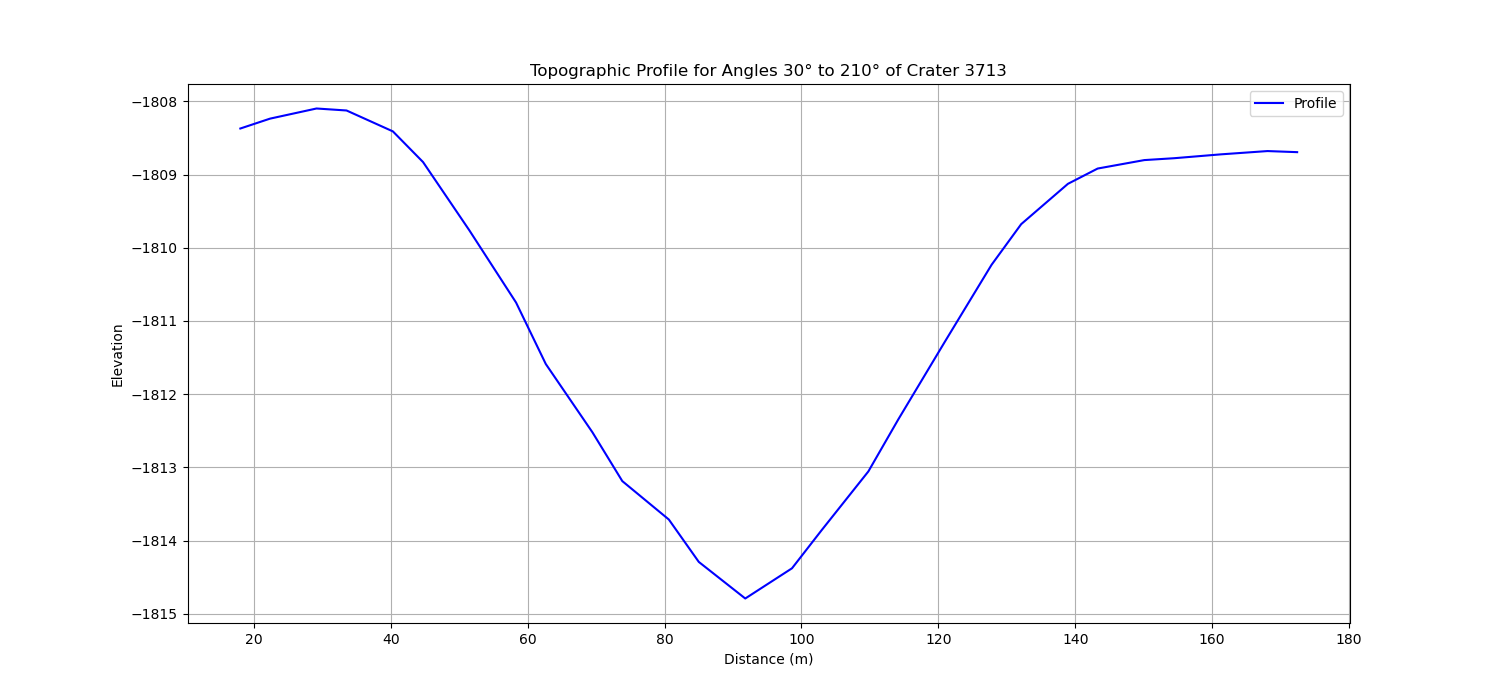 Topographic Profile for Angles 30° to 210° of Crater 3713
Profile
−1808
−1809
−1810
−1811
−1812
−1813
−1814
−1815
Elevation
20 40 60 80 100 120 140 160 180
Distance (m)